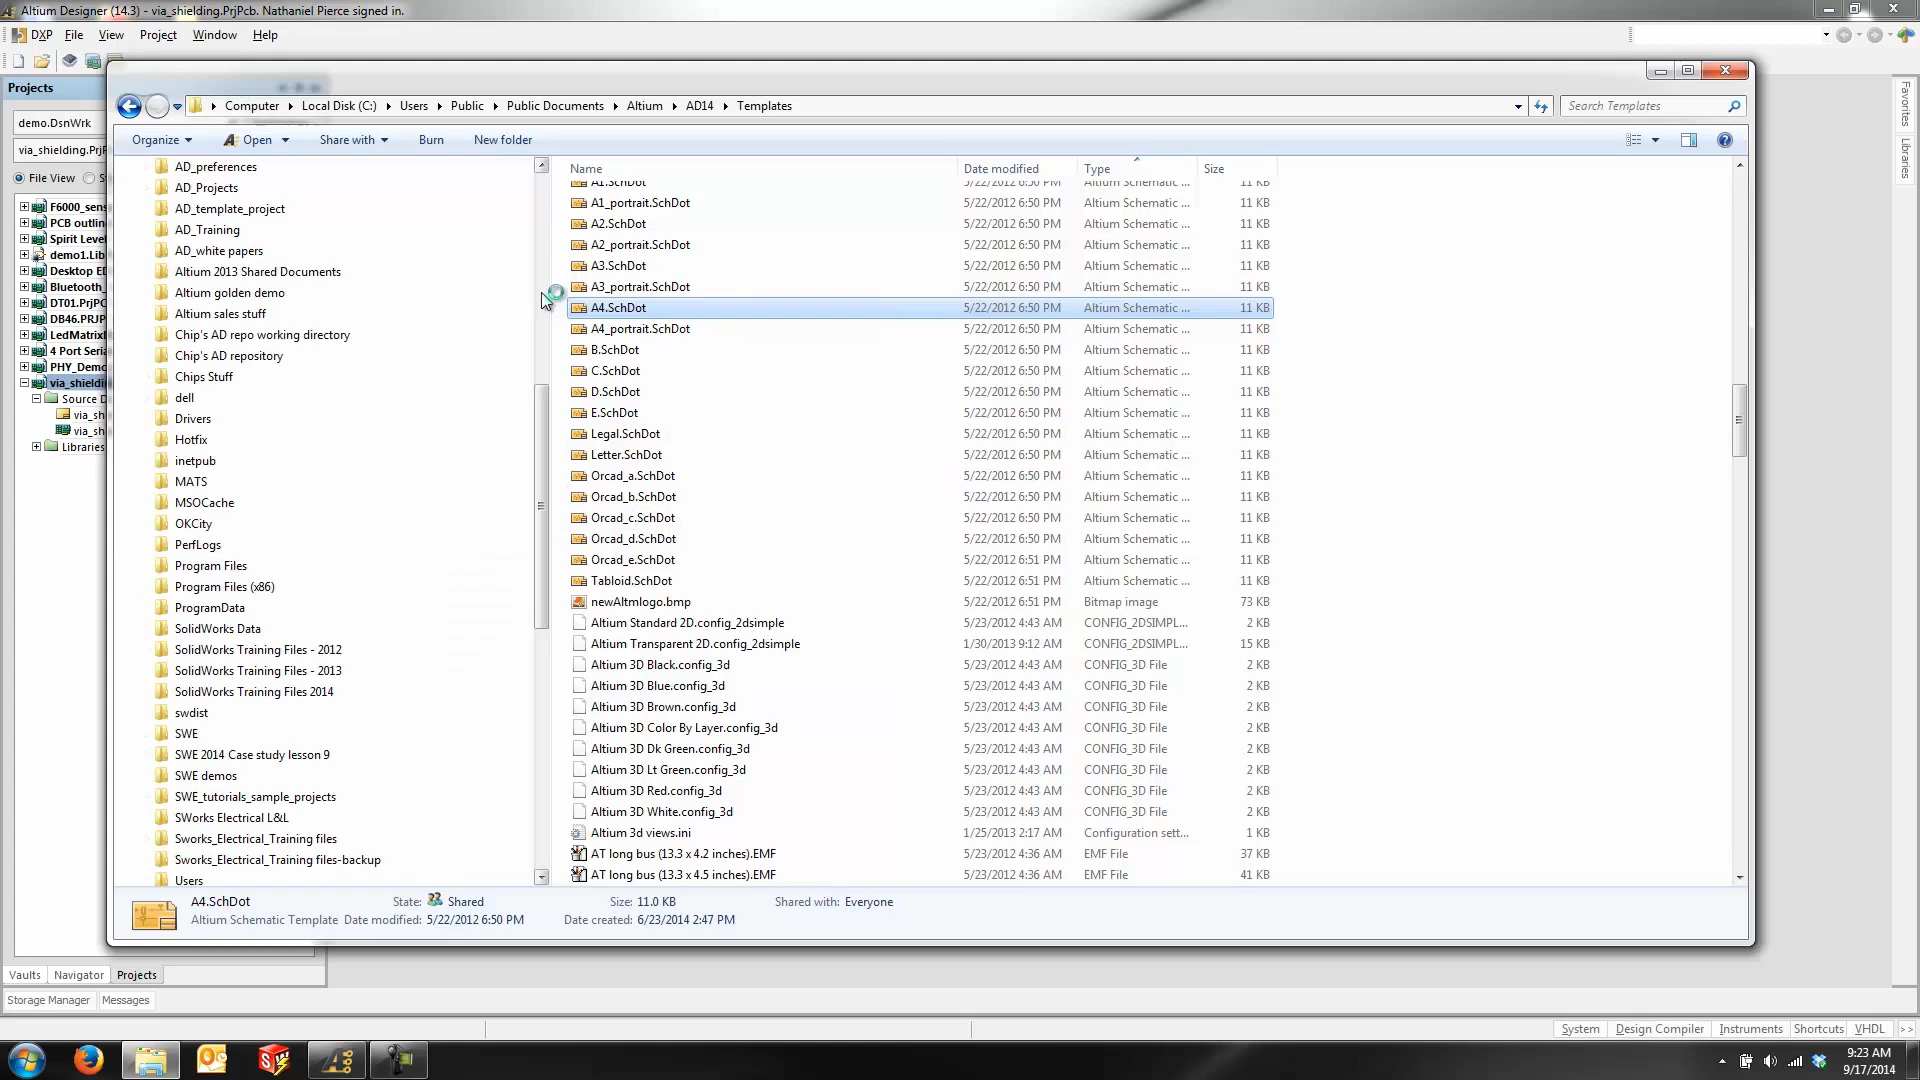 Altium Designer (14.3) - via_shielding.PrjPcb. Nathaniel Pierce signed in.
DXP File View Project Window Help
Projects
demo.DsnWrk
via_shielding.PrjP
File View S
F6000_sens
PCB outlin
Spirit Leve
demo1.Lib
Desktop ED
Bluetooth_
DT01.PrjPC
DB46.PRJP
LedMatrix
4 Port Seria
PHY_Demo
via_shieldi
Source D
via_sh
via_sh
Libraries
Vaults Navigator Projects
Storage Manager Messages
Favorites
Libraries
Computer Local Disk (C:) Users Public Public Documents Altium AD14 Templates
Search Templates
Organize Open Share with Burn New folder
AD_preferences
AD_Projects
AD_template_project
AD_Training
AD_white papers
Altium 2013 Shared Documents
Altium golden demo
Altium sales stuff
Chip's AD repo working directory
Chip's AD repository
Chips Stuff
dell
Drivers
Hotfix
inetpub
MATS
MSOCache
OKCity
PerfLogs
Program Files
Program Files (x86)
ProgramData
SolidWorks Data
SolidWorks Training Files - 2012
SolidWorks Training Files - 2013
SolidWorks Training Files 2014
swdist
SWE
SWE 2014 Case study lesson 9
SWE demos
SWE_tutorials_sample_projects
SWorks Electrical L&L
Sworks_Electrical_Training files
Sworks_Electrical_Training files-backup
Users
Name Date modified Type Size
A1.SchDot 5/22/2012 6:50 PM Altium Schematic ... 11 KB
A1_portrait.SchDot 5/22/2012 6:50 PM Altium Schematic ... 11 KB
A2.SchDot 5/22/2012 6:50 PM Altium Schematic ... 11 KB
A2_portrait.SchDot 5/22/2012 6:50 PM Altium Schematic ... 11 KB
A3.SchDot 5/22/2012 6:50 PM Altium Schematic ... 11 KB
A3_portrait.SchDot 5/22/2012 6:50 PM Altium Schematic ... 11 KB
A4.SchDot 5/22/2012 6:50 PM Altium Schematic ... 11 KB
A4_portrait.SchDot 5/22/2012 6:50 PM Altium Schematic ... 11 KB
B.SchDot 5/22/2012 6:50 PM Altium Schematic ... 11 KB
C.SchDot 5/22/2012 6:50 PM Altium Schematic ... 11 KB
D.SchDot 5/22/2012 6:50 PM Altium Schematic ... 11 KB
E.SchDot 5/22/2012 6:50 PM Altium Schematic ... 11 KB
Legal.SchDot 5/22/2012 6:50 PM Altium Schematic ... 11 KB
Letter.SchDot 5/22/2012 6:50 PM Altium Schematic ... 11 KB
Orcad_a.SchDot 5/22/2012 6:50 PM Altium Schematic ... 11 KB
Orcad_b.SchDot 5/22/2012 6:50 PM Altium Schematic ... 11 KB
Orcad_c.SchDot 5/22/2012 6:50 PM Altium Schematic ... 11 KB
Orcad_d.SchDot 5/22/2012 6:50 PM Altium Schematic ... 11 KB
Orcad_e.SchDot 5/22/2012 6:51 PM Altium Schematic ... 11 KB
Tabloid.SchDot 5/22/2012 6:51 PM Altium Schematic ... 11 KB
newAltmlogo.bmp 5/22/2012 6:51 PM Bitmap image 73 KB
Altium Standard 2D.config_2dsimple 5/23/2012 4:43 AM CONFIG_2DSIMPL... 2 KB
Altium Transparent 2D.config_2dsimple 1/30/2013 9:12 AM CONFIG_2DSIMPL... 15 KB
Altium 3D Black.config_3d 5/23/2012 4:43 AM CONFIG_3D File 2 KB
Altium 3D Blue.config_3d 5/23/2012 4:43 AM CONFIG_3D File 2 KB
Altium 3D Brown.config_3d 5/23/2012 4:43 AM CONFIG_3D File 2 KB
Altium 3D Color By Layer.config_3d 5/23/2012 4:43 AM CONFIG_3D File 2 KB
Altium 3D Dk Green.config_3d 5/23/2012 4:43 AM CONFIG_3D File 2 KB
Altium 3D Lt Green.config_3d 5/23/2012 4:43 AM CONFIG_3D File 2 KB
Altium 3D Red.config_3d 5/23/2012 4:43 AM CONFIG_3D File 2 KB
Altium 3D White.config_3d 5/23/2012 4:43 AM CONFIG_3D File 2 KB
Altium 3d views.ini 1/25/2013 2:17 AM Configuration sett... 1 KB
AT long bus (13.3 x 4.2 inches).EMF 5/23/2012 4:36 AM EMF File 37 KB
AT long bus (13.3 x 4.5 inches).EMF 5/23/2012 4:36 AM EMF File 41 KB
A4.SchDot State: Shared Size: 11.0 KB Shared with: Everyone
Altium Schematic Template Date modified: 5/22/2012 6:50 PM Date created: 6/23/2014 2:47 PM
System Design Compiler Instruments Shortcuts VHDL >>
9:23 AM
9/17/2014